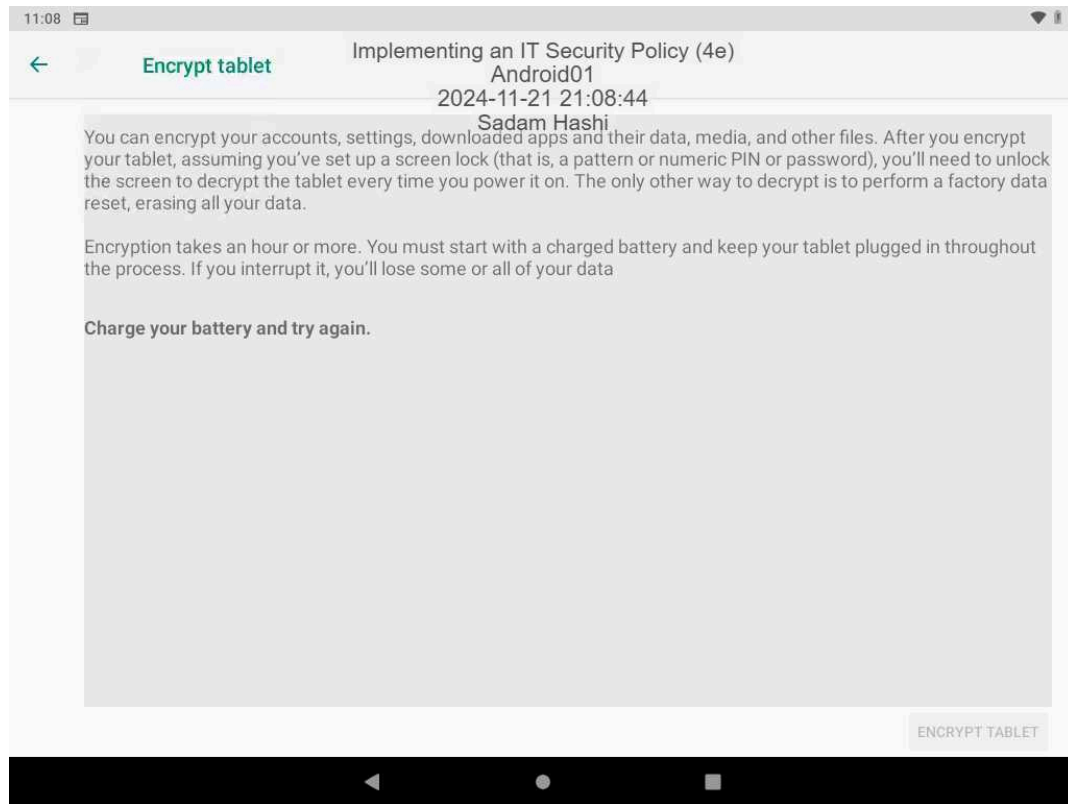 11:08
Encrypt tablet
Implementing an IT Security Policy (4e)
Android01
2024-11-21 21:08:44
Sadam Hashi
You can encrypt your accounts, settings, downloaded apps and their data, media, and other files. After you encrypt
your tablet, assuming you've set up a screen lock (that is, a pattern or numeric PIN or password), you'll need to unlock
the screen to decrypt the tablet every time you power it on. The only other way to decrypt is to perform a factory data
reset, erasing all your data.
Encryption takes an hour or more. You must start with a charged battery and keep your tablet plugged in throughout
the process. If you interrupt it, you'll lose some or all of your data
Charge your battery and try again.
ENCRYPT TABLET